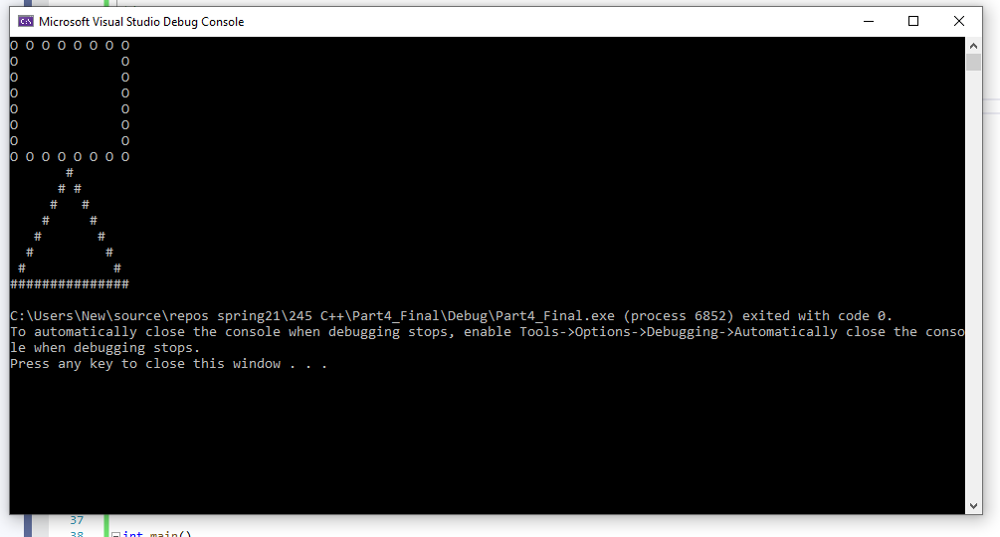 Microsoft Visual Studio Debug Console
O O O O O O O O
O             O
O             O
O             O
O             O
O             O
O             O
O O O O O O O O
       #
      # #
     #   #
    #     #
   #       #
  #         #
 #           #
###############
C:\Users\New\source\repos spring21\245 C++\Part4_Final\Debug\Part4_Final.exe (process 6852) exited with code 0.
To automatically close the console when debugging stops, enable Tools->Options->Debugging->Automatically close the conso
le when debugging stops.
Press any key to close this window . . .
37
38 int main()